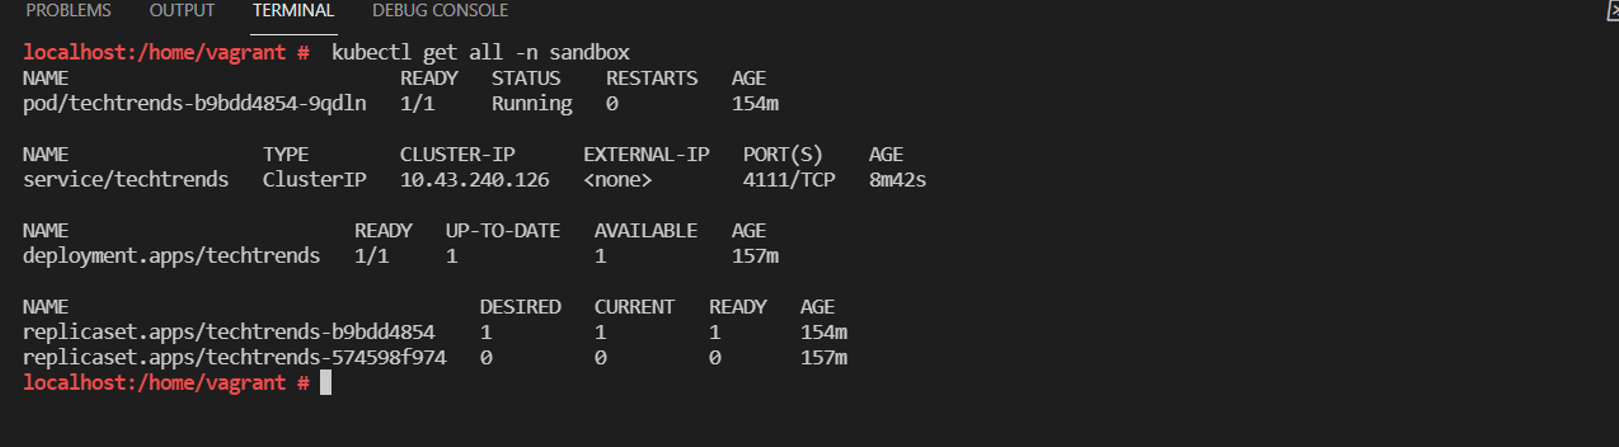 PROBLEMS OUTPUT TERMINAL DEBUG CONSOLE
localhost:/home/vagrant # kubectl get all -n sandbox
NAME READY STATUS RESTARTS AGE
pod/techtrends-b9bdd4854-9qdln 1/1 Running 0 154m
NAME TYPE CLUSTER-IP EXTERNAL-IP PORT(S) AGE
service/techtrends ClusterIP 10.43.240.126 <none> 4111/TCP 8m42s
NAME READY UP-TO-DATE AVAILABLE AGE
deployment.apps/techtrends 1/1 1 1 157m
NAME DESIRED CURRENT READY AGE
replicaset.apps/techtrends-b9bdd4854 1 1 1 154m
replicaset.apps/techtrends-574598f974 0 0 0 157m
localhost:/home/vagrant #